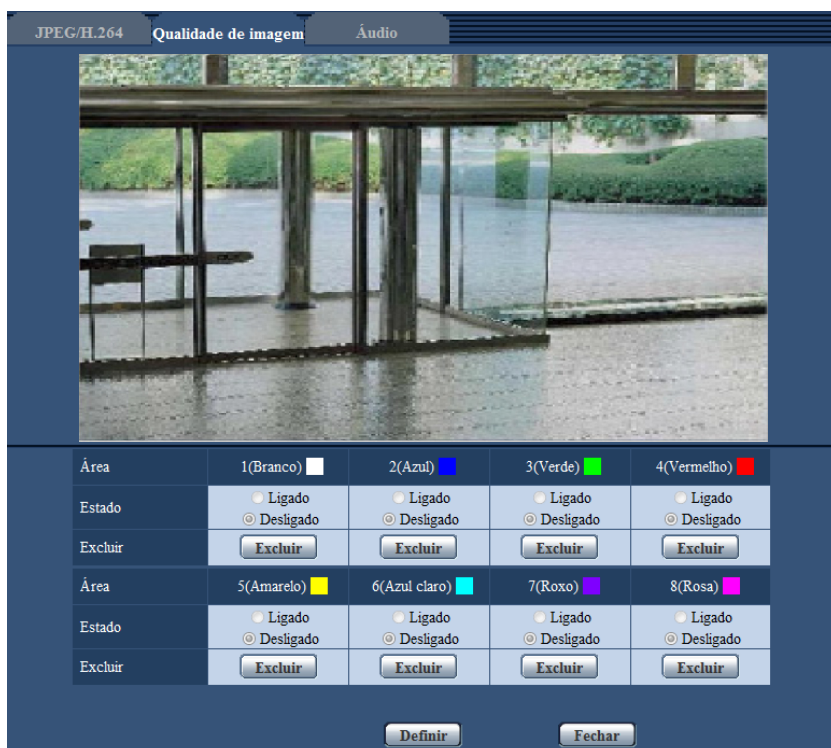 JPEG/H.264 Qualidade de imagem Áudio
Área 1(Branco) 2(Azul) 3(Verde) 4(Vermelho)
Estado Ligado Ligado Ligado Ligado
Desligado Desligado Desligado Desligado
Excluir Excluir Excluir Excluir Excluir
Área 5(Amarelo) 6(Azul claro) 7(Roxo) 8(Rosa)
Estado Ligado Ligado Ligado Ligado
Desligado Desligado Desligado Desligado
Excluir Excluir Excluir Excluir Excluir
Definir Fechar